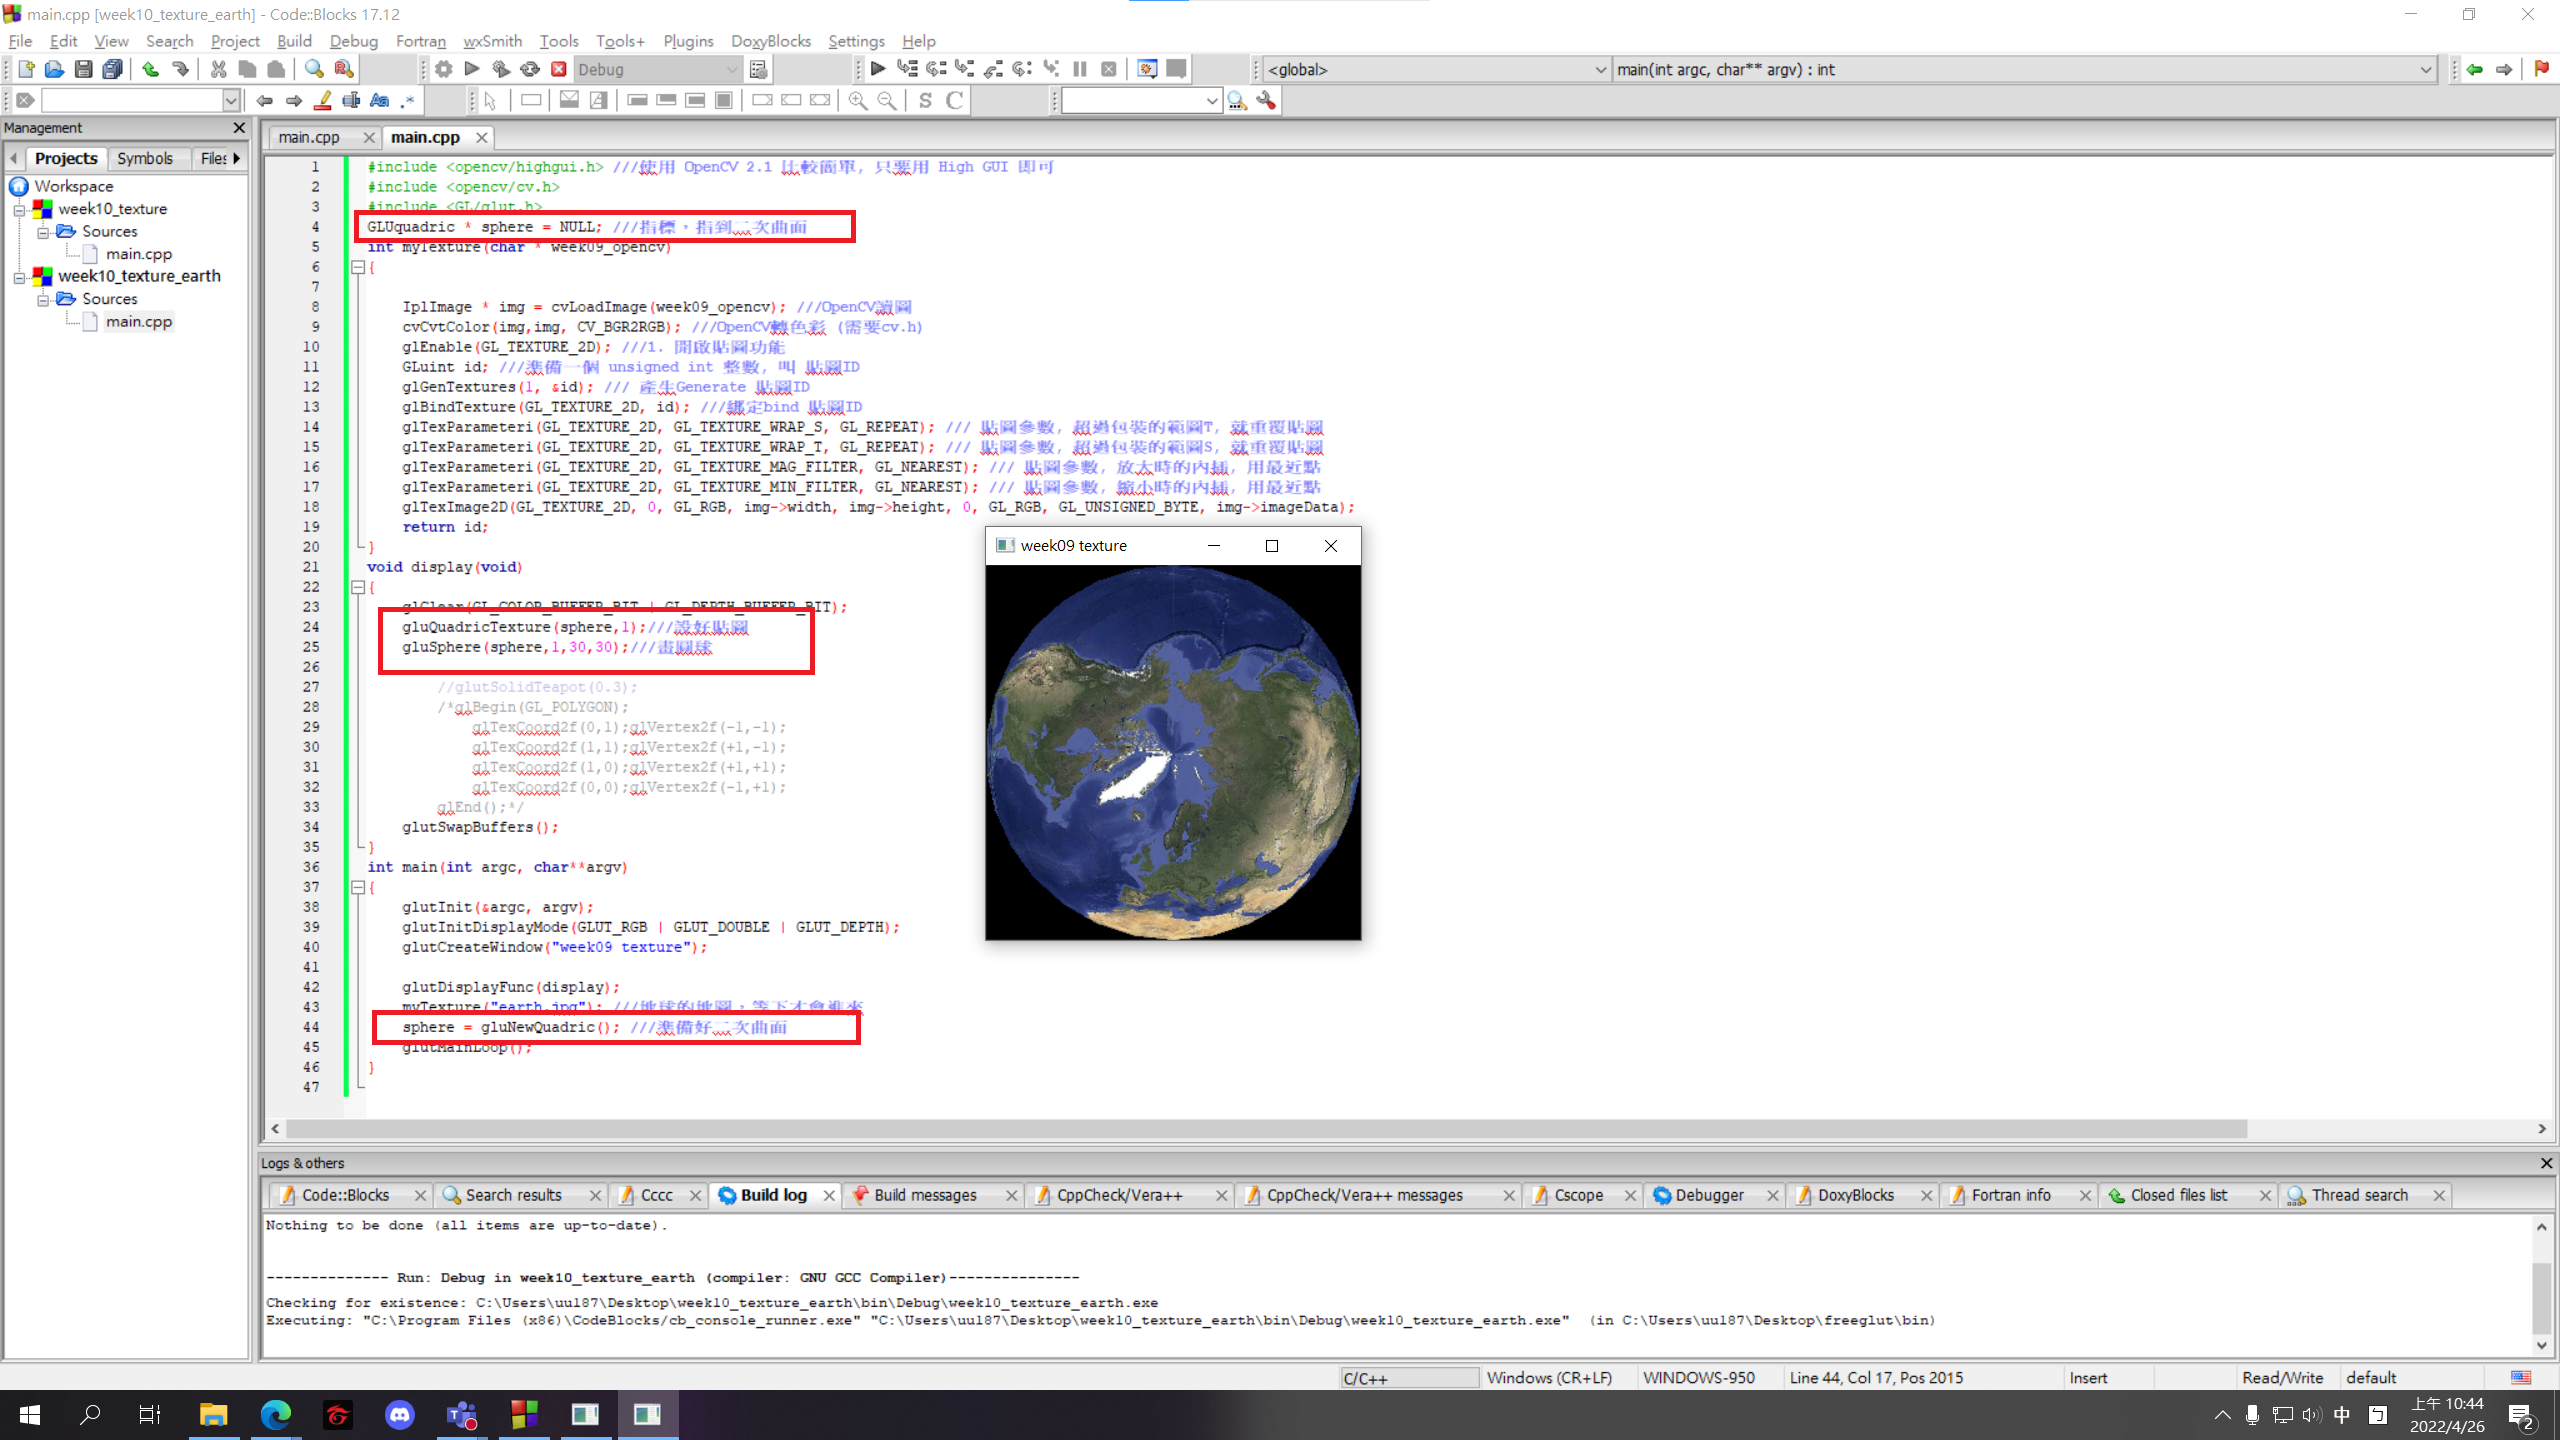 main.cpp [week10_texture_earth] - Code::Blocks 17.12
File Edit View Search Project Build Debug Fortran wxSmith Tools Tools+ Plugins DoxyBlocks Settings Help
Debug
<global>
main(int argc, char** argv) : int
Management
Projects Symbols Files
Workspace
week10_texture
Sources
main.cpp
week10_texture_earth
Sources
main.cpp
main.cpp main.cpp
1 #include <opencv/highgui.h> ///使用 OpenCV 2.1 比較簡單, 只要用 High GUI 即可
2 #include <opencv/cv.h>
3 #include <GL/glut.h>
4 GLUquadric * sphere = NULL; ///指標，指到二次曲面
5 int myTexture(char * week09_opencv)
6 {
7
8 IplImage * img = cvLoadImage(week09_opencv); ///OpenCV讀圖
9 cvCvtColor(img,img, CV_BGR2RGB); ///OpenCV轉色彩 (需要cv.h)
10 glEnable(GL_TEXTURE_2D); ///1. 開啟貼圖功能
11 GLuint id; ///準備一個 unsigned int 整數, 叫 貼圖ID
12 glGenTextures(1, &id); /// 產生Generate 貼圖ID
13 glBindTexture(GL_TEXTURE_2D, id); ///綁定bind 貼圖ID
14 glTexParameteri(GL_TEXTURE_2D, GL_TEXTURE_WRAP_S, GL_REPEAT); /// 貼圖參數, 超過包裝的範圍T, 就重覆貼圖
15 glTexParameteri(GL_TEXTURE_2D, GL_TEXTURE_WRAP_T, GL_REPEAT); /// 貼圖參數, 超過包裝的範圍S, 就重覆貼圖
16 glTexParameteri(GL_TEXTURE_2D, GL_TEXTURE_MAG_FILTER, GL_NEAREST); /// 貼圖參數, 放大時的內插, 用最近點
17 glTexParameteri(GL_TEXTURE_2D, GL_TEXTURE_MIN_FILTER, GL_NEAREST); /// 貼圖參數, 縮小時的內插, 用最近點
18 glTexImage2D(GL_TEXTURE_2D, 0, GL_RGB, img->width, img->height, 0, GL_RGB, GL_UNSIGNED_BYTE, img->imageData);
19 return id;
20 }
21 void display(void)
22 {
23 glClear(GL_COLOR_BUFFER_BIT | GL_DEPTH_BUFFER_BIT);
24 gluQuadricTexture(sphere,1);///設好貼圖
25 gluSphere(sphere,1,30,30);///畫圓球
26
27 //glutSolidTeapot(0.3);
28 /*glBegin(GL_POLYGON);
29 glTexCoord2f(0,1);glVertex2f(-1,-1);
30 glTexCoord2f(1,1);glVertex2f(+1,-1);
31 glTexCoord2f(1,0);glVertex2f(+1,+1);
32 glTexCoord2f(0,0);glVertex2f(-1,+1);
33 glEnd();*/
34 glutSwapBuffers();
35 }
36 int main(int argc, char**argv)
37 {
38 glutInit(&argc, argv);
39 glutInitDisplayMode(GLUT_RGB | GLUT_DOUBLE | GLUT_DEPTH);
40 glutCreateWindow("week09 texture");
41
42 glutDisplayFunc(display);
43 myTexture("earth.jpg"); ///地球的地圖，等下才會進來
44 sphere = gluNewQuadric(); ///準備好二次曲面
45 glutMainLoop();
46 }
47
week09 texture
Logs & others
Code::Blocks Search results Cccc Build log Build messages CppCheck/Vera++ CppCheck/Vera++ messages Cscope Debugger DoxyBlocks Fortran info Closed files list Thread search
Nothing to be done (all items are up-to-date).
-------------- Run: Debug in week10_texture_earth (compiler: GNU GCC Compiler)---------------
Checking for existence: C:\Users\uu187\Desktop\week10_texture_earth\bin\Debug\week10_texture_earth.exe
Executing: "C:\Program Files (x86)\CodeBlocks/cb_console_runner.exe" "C:\Users\uu187\Desktop\week10_texture_earth\bin\Debug\week10_texture_earth.exe" (in C:\Users\uu187\Desktop\freeglut\bin)
C/C++ Windows (CR+LF) WINDOWS-950 Line 44, Col 17, Pos 2015 Insert Read/Write default
中
上午 10:44
2022/4/26
2